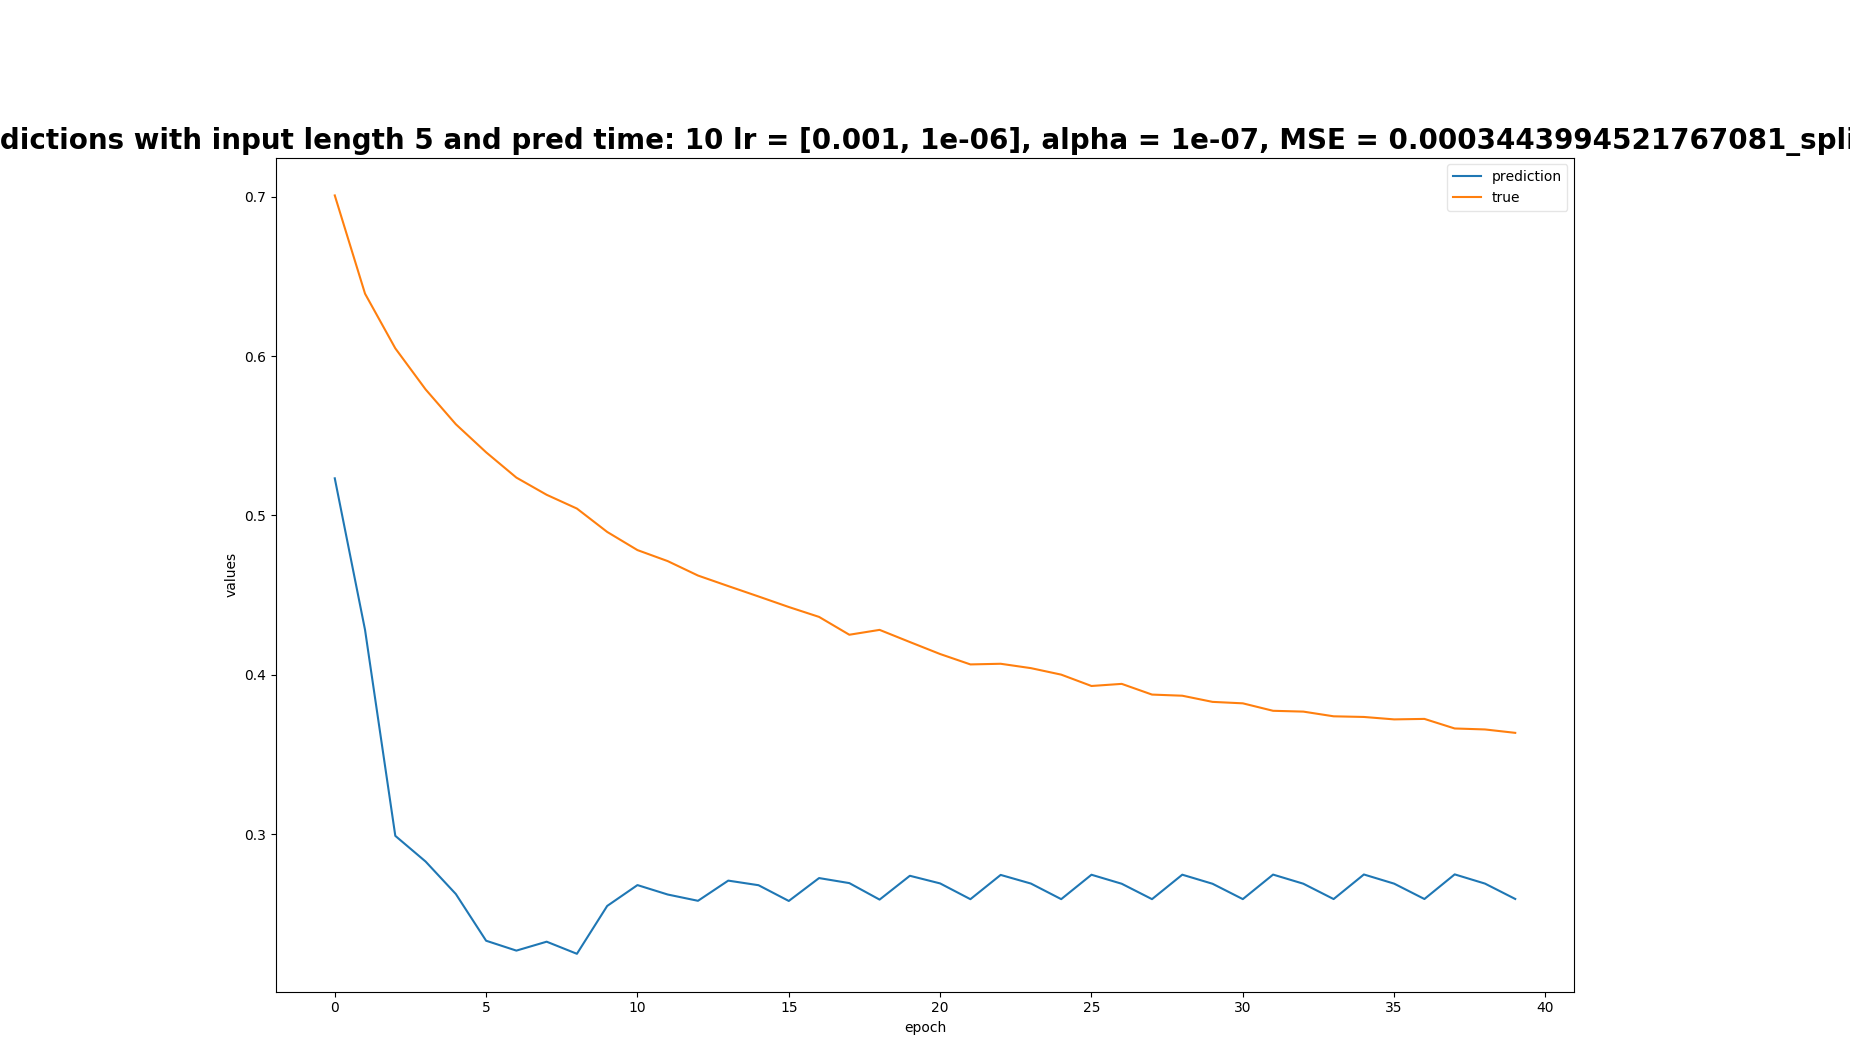 dictions with input length 5 and pred time: 10 lr = [0.001, 1e-06], alpha = 1e-07, MSE = 0.0003443994521767081_spli
prediction
true
0.7
0.6
0.5
0.4
0.3
values
0 5 10 15 20 25 30 35 40
epoch